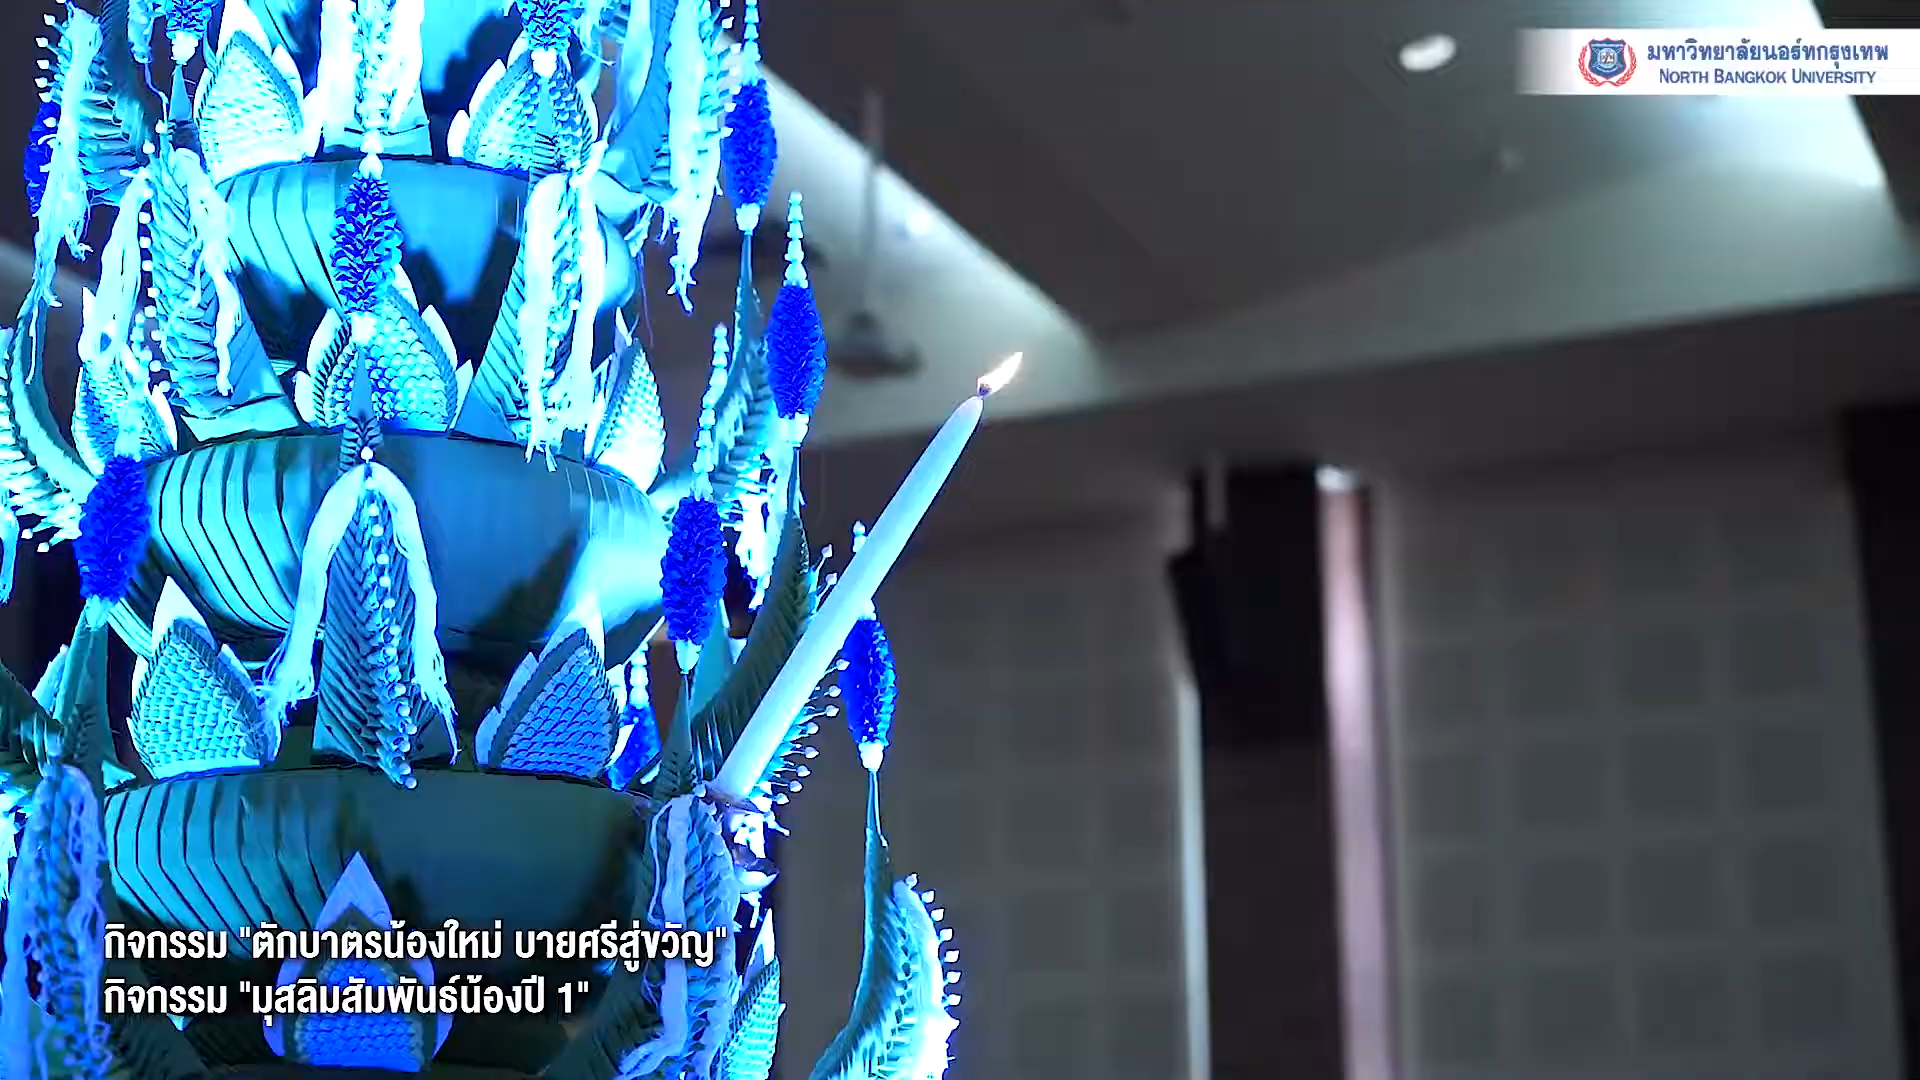 มหาวิทยาลัยนอร์ทกรุงเทพ
NORTH BANGKOK UNIVERSITY
กิจกรรม "ตักบาตรน้องใหม่ บายศรีสู่ขวัญ"
กิจกรรม "มุสลิมสัมพันธ์น้องปี 1"